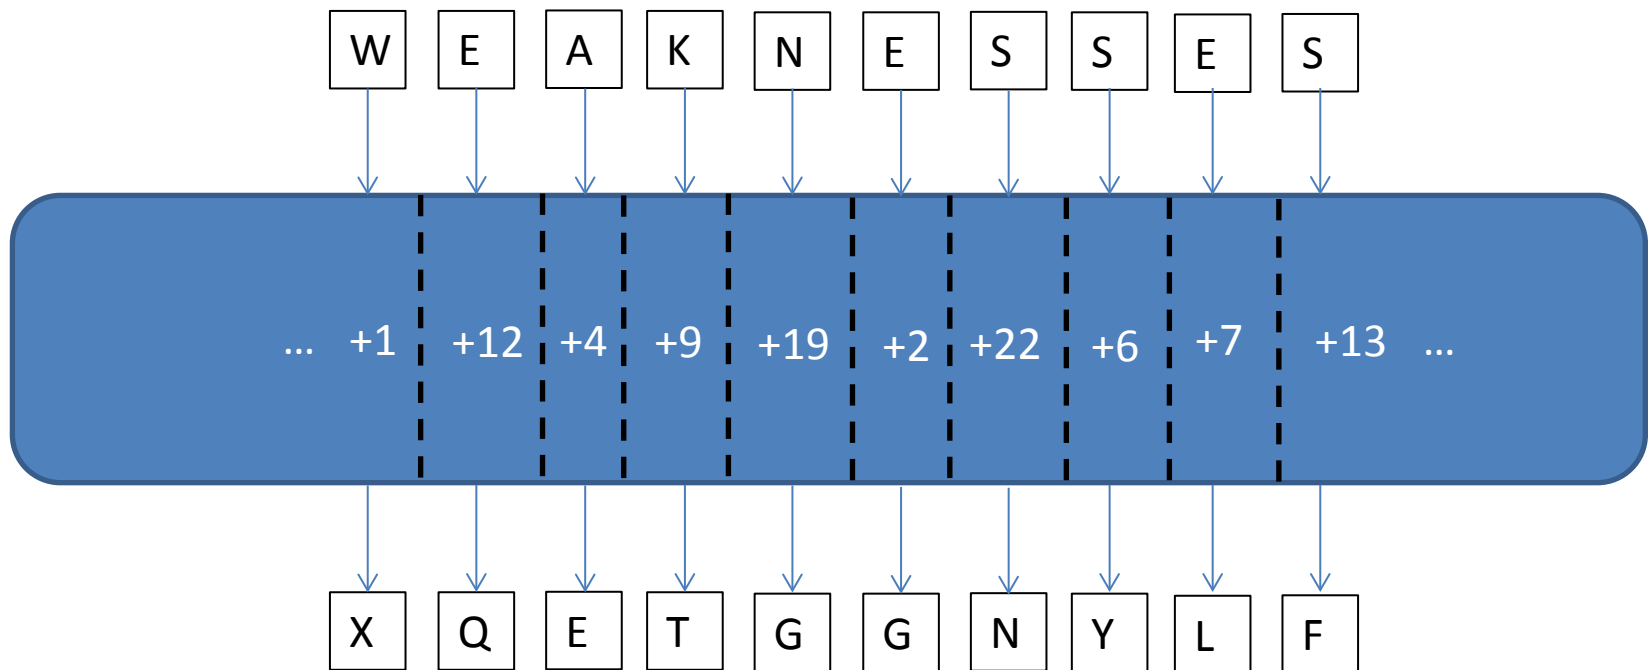 W E A K N E S S E S
... +1 +12 +4 +9 +19 +2 +22 +6 +7 +13 ...
X Q E T G G N Y L F